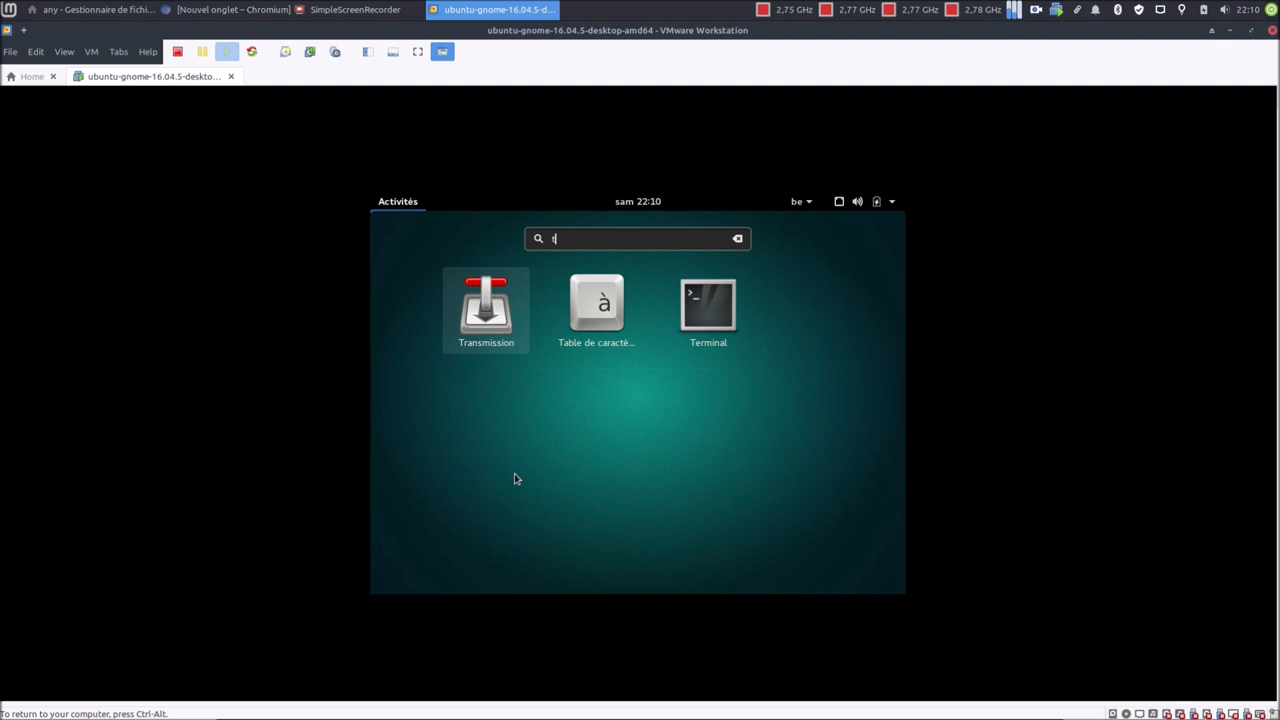 any - Gestionnaire de fichi...
[Nouvel onglet – Chromium]
SimpleScreenRecorder
ubuntu-gnome-16.04.5-d...
2,75 GHz
2,77 GHz
2,77 GHz
2,78 GHz
22:10
ubuntu-gnome-16.04.5-desktop-amd64 - VMware Workstation
File Edit View VM Tabs Help
Home
ubuntu-gnome-16.04.5-deskto...
Activités
sam 22:10
be
t
à
>_
Transmission
Table de caractè...
Terminal
To return to your computer, press Ctrl-Alt.